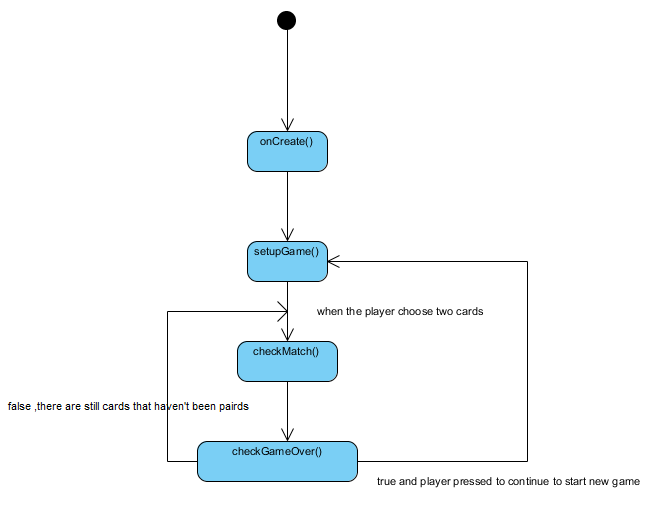 onCreate()
setupGame()
when the player choose two cards
checkMatch()
false ,there are still cards that haven't been pairds
checkGameOver()
true and player pressed to continue to start new game